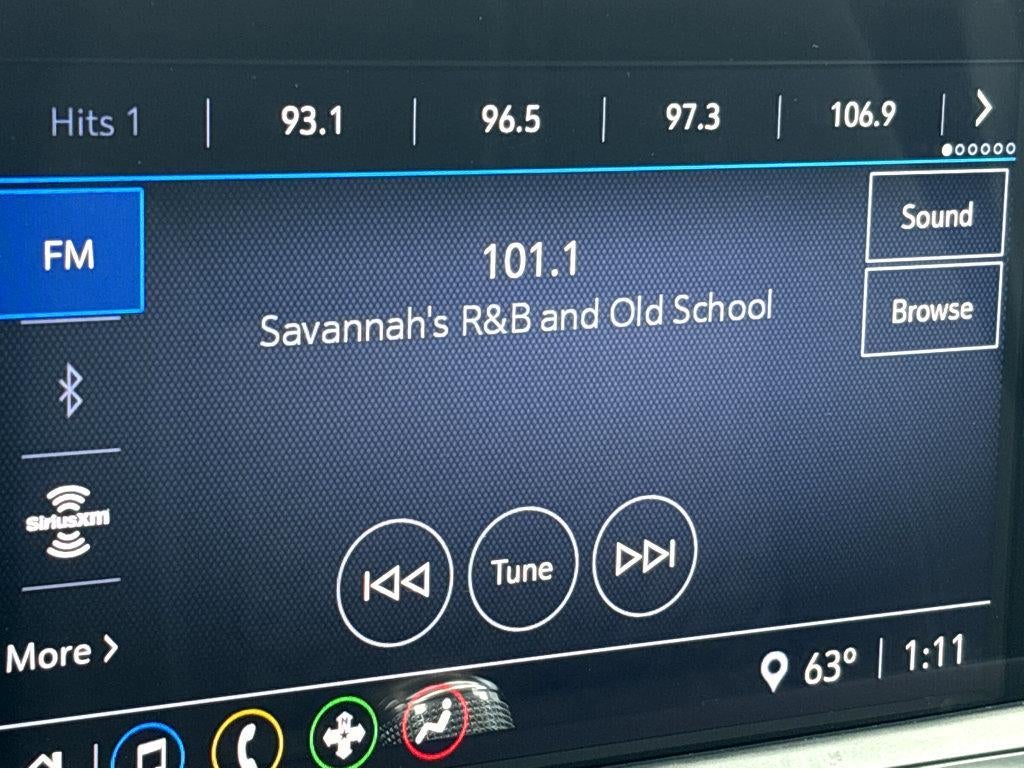 Hits 1 | 93.1 | 96.5 | 97.3 | 106.9
FM
101.1
Savannah's R&B and Old School
Sound
Browse
SiriusXm
Tune
More
63° | 1:11
N